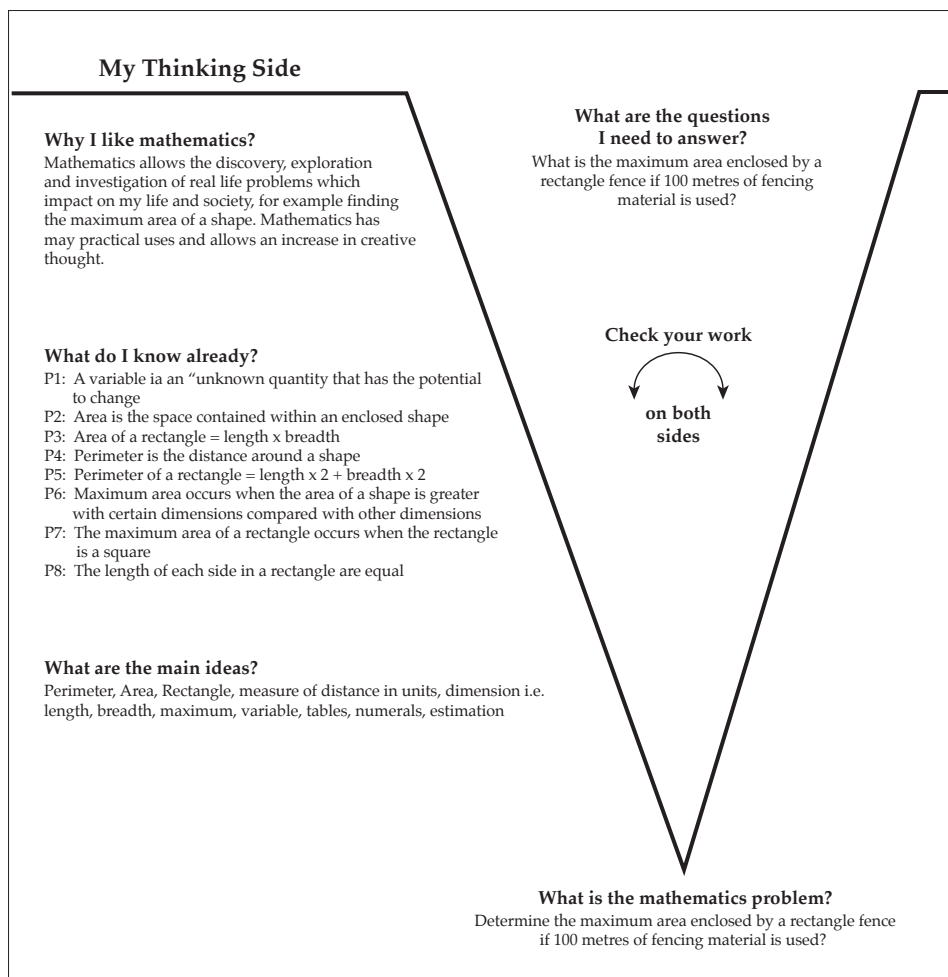 My Thinking Side
Why I like mathematics?
Mathematics allows the discovery, exploration
and investigation of real life problems which
impact on my life and society, for example finding
the maximum area of a shape. Mathematics has
may practical uses and allows an increase in creative
thought.
What do I know already?
P1: A variable ia an “unknown quantity that has the potential
to change
P2: Area is the space contained within an enclosed shape
P3: Area of a rectangle = length x breadth
P4: Perimeter is the distance around a shape
P5: Perimeter of a rectangle = length x 2 + breadth x 2
P6: Maximum area occurs when the area of a shape is greater
with certain dimensions compared with other dimensions
P7: The maximum area of a rectangle occurs when the rectangle
is a square
P8: The length of each side in a rectangle are equal
What are the main ideas?
Perimeter, Area, Rectangle, measure of distance in units, dimension i.e.
length, breadth, maximum, variable, tables, numerals, estimation
What are the questions
I need to answer?
What is the maximum area enclosed by a
rectangle fence if 100 metres of fencing
material is used?
Check your work
on both
sides
What is the mathematics problem?
Determine the maximum area enclosed by a rectangle fence
if 100 metres of fencing material is used?